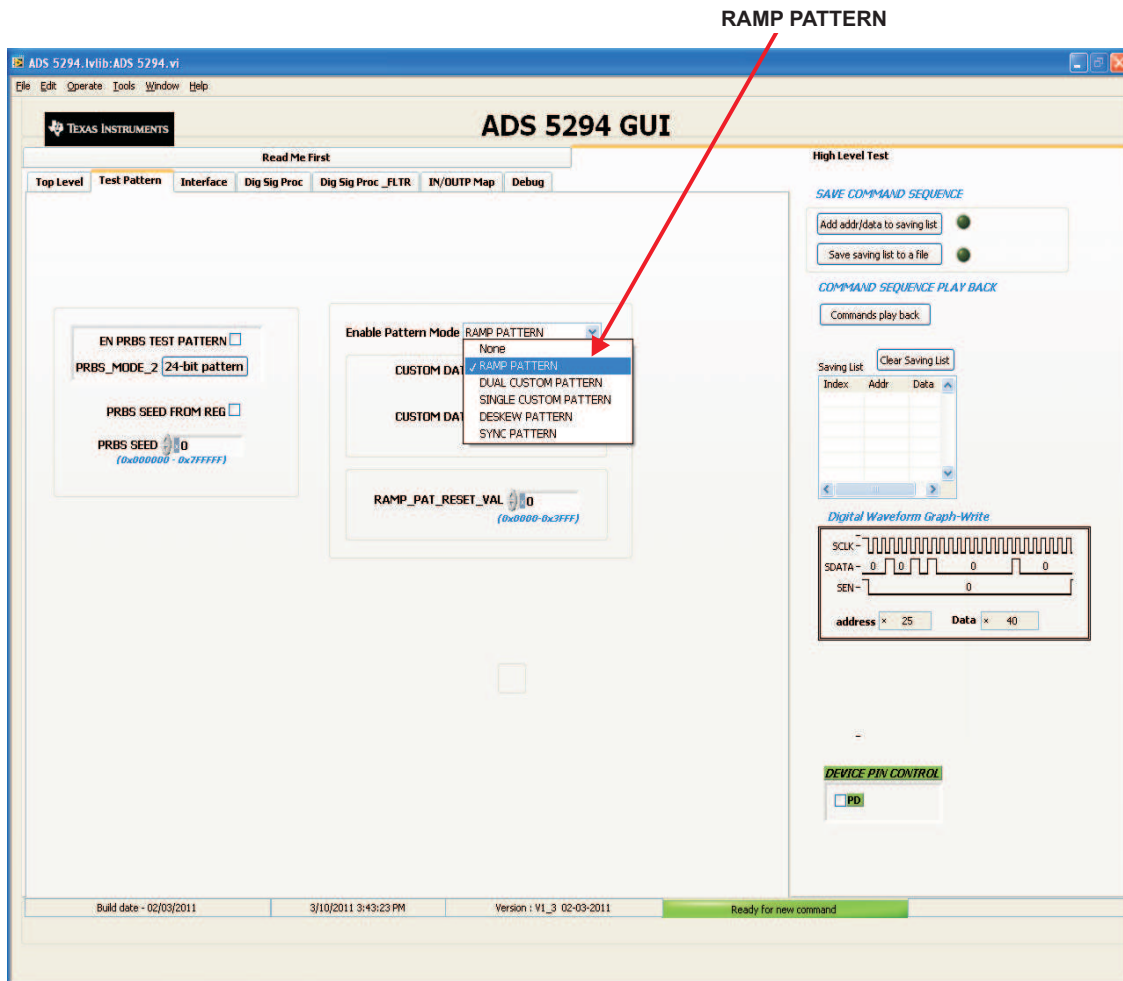 RAMP PATTERN
ADS 5294.lvlib:ADS 5294.vi
File Edit Operate Tools Window Help
TEXAS INSTRUMENTS
ADS 5294 GUI
Read Me First
High Level Test
Top Level Test Pattern Interface Dig Sig Proc Dig Sig Proc _FLTR IN/OUTP Map Debug
SAVE COMMAND SEQUENCE
Add addr/data to saving list
Save saving list to a file
COMMAND SEQUENCE PLAY BACK
Commands play back
EN PRBS TEST PATTERN
PRBS_MODE_2 24-bit pattern
PRBS SEED FROM REG
PRBS SEED 0
(0x000000 - 0x7FFFFF)
Enable Pattern Mode RAMP PATTERN
None
✓ RAMP PATTERN
DUAL CUSTOM PATTERN
SINGLE CUSTOM PATTERN
DESKEW PATTERN
SYNC PATTERN
CUSTOM DAT
CUSTOM DAT
RAMP_PAT_RESET_VAL 0
(0x0000-0x3FFF)
Saving List Clear Saving List
Index Addr Data
Digital Waveform Graph-Write
SCLK
SDATA 0 0 0 0
SEN 0
address × 25 Data × 40
DEVICE PIN CONTROL
PD
Build date - 02/03/2011 3/10/2011 3:43:23 PM Version : V1_3 02-03-2011 Ready for new command